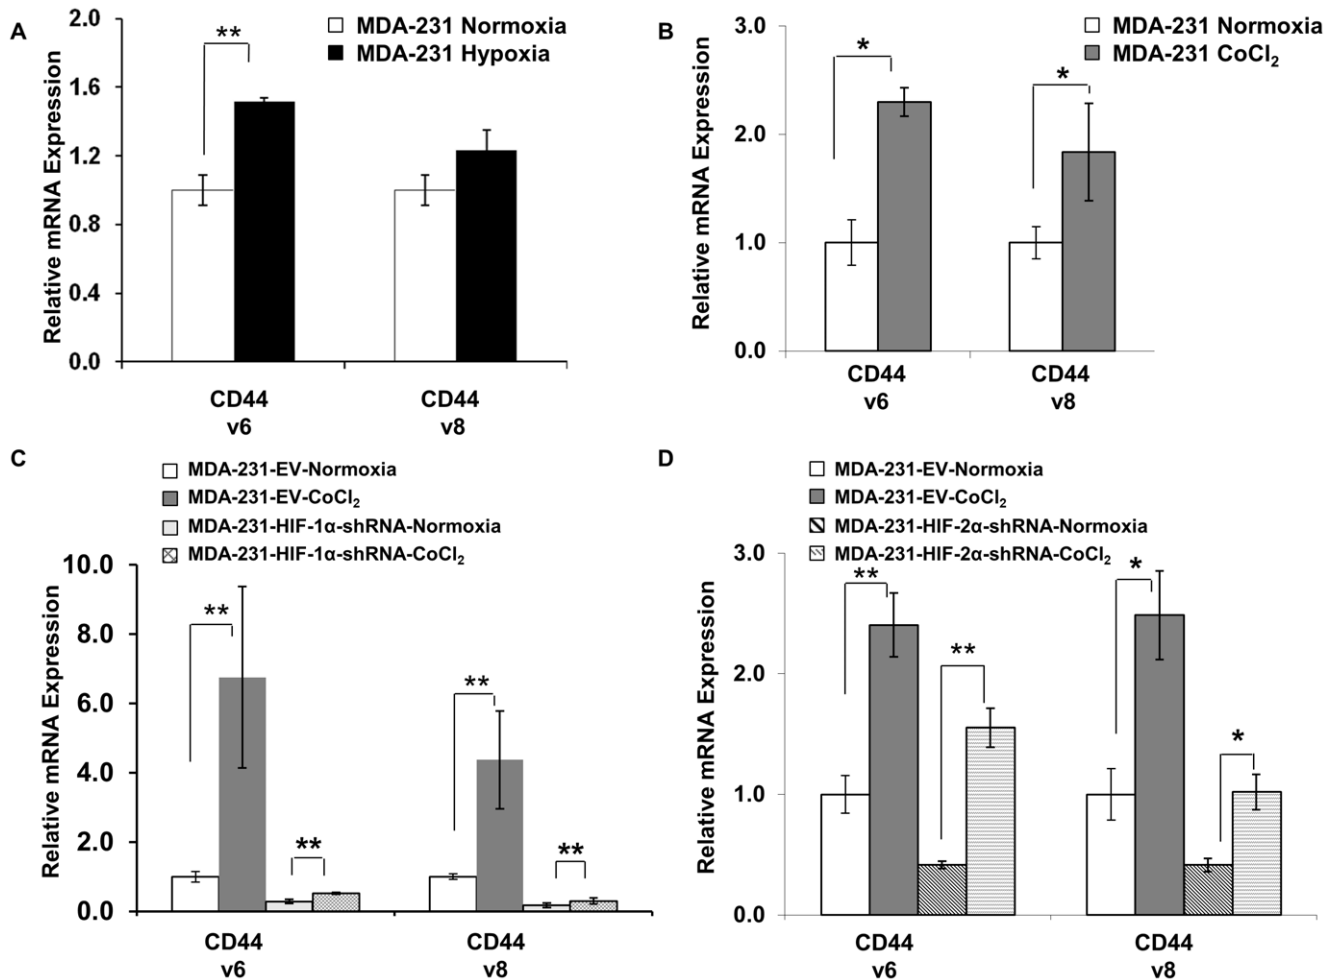 A
2.0
1.6
1.2
0.8
0.4
0.0
Relative mRNA Expression
**
MDA-231 Normoxia
MDA-231 Hypoxia
CD44
v6
CD44
v8
B
3.0
2.0
1.0
0.0
Relative mRNA Expression
*
*
MDA-231 Normoxia
MDA-231 CoCl₂
CD44
v6
CD44
v8
C
MDA-231-EV-Normoxia
MDA-231-EV-CoCl₂
MDA-231-HIF-1α-shRNA-Normoxia
MDA-231-HIF-1α-shRNA-CoCl₂
10.0
8.0
6.0
4.0
2.0
0.0
Relative mRNA Expression
**
**
**
**
CD44
v6
CD44
v8
D
MDA-231-EV-Normoxia
MDA-231-EV-CoCl₂
MDA-231-HIF-2α-shRNA-Normoxia
MDA-231-HIF-2α-shRNA-CoCl₂
3.0
2.0
1.0
0.0
Relative mRNA Expression
**
**
*
*
CD44
v6
CD44
v8